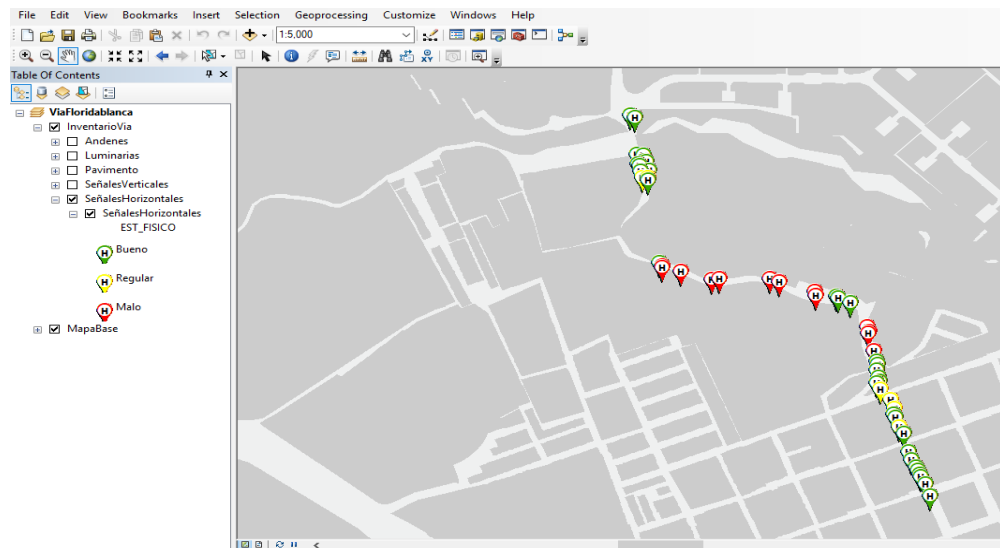 File Edit View Bookmarks Insert Selection Geoprocessing Customize Windows Help
1:5,000
Table Of Contents
ViaFloridablanca
InventarioVia
Andenes
Luminarias
Pavimento
SeñalesVerticales
SeñalesHorizontales
SeñalesHorizontales
EST_FISICO
H Bueno
H Regular
H Malo
MapaBase